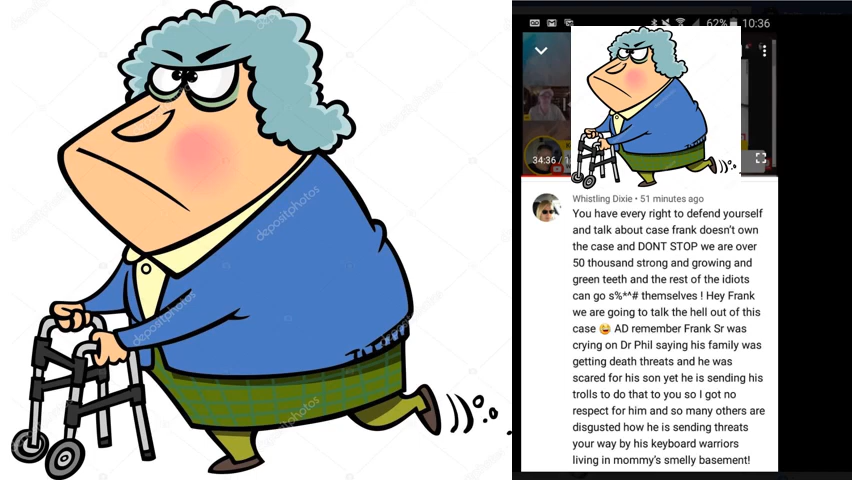 depositphotos
depositphotos
depositphotos
depositphotos
62% 10:36
34:36 / 1
Whistling Dixie • 51 minutes ago
You have every right to defend yourself
and talk about case frank doesn't own
the case and DONT STOP we are over
50 thousand strong and growing and
green teeth and the rest of the idiots
can go s%*^# themselves ! Hey Frank
we are going to talk the hell out of this
case 😄 AD remember Frank Sr was
crying on Dr Phil saying his family was
getting death threats and he was
scared for his son yet he is sending his
trolls to do that to you so I got no
respect for him and so many others are
disgusted how he is sending threats
your way by his keyboard warriors
living in mommy's smelly basement!